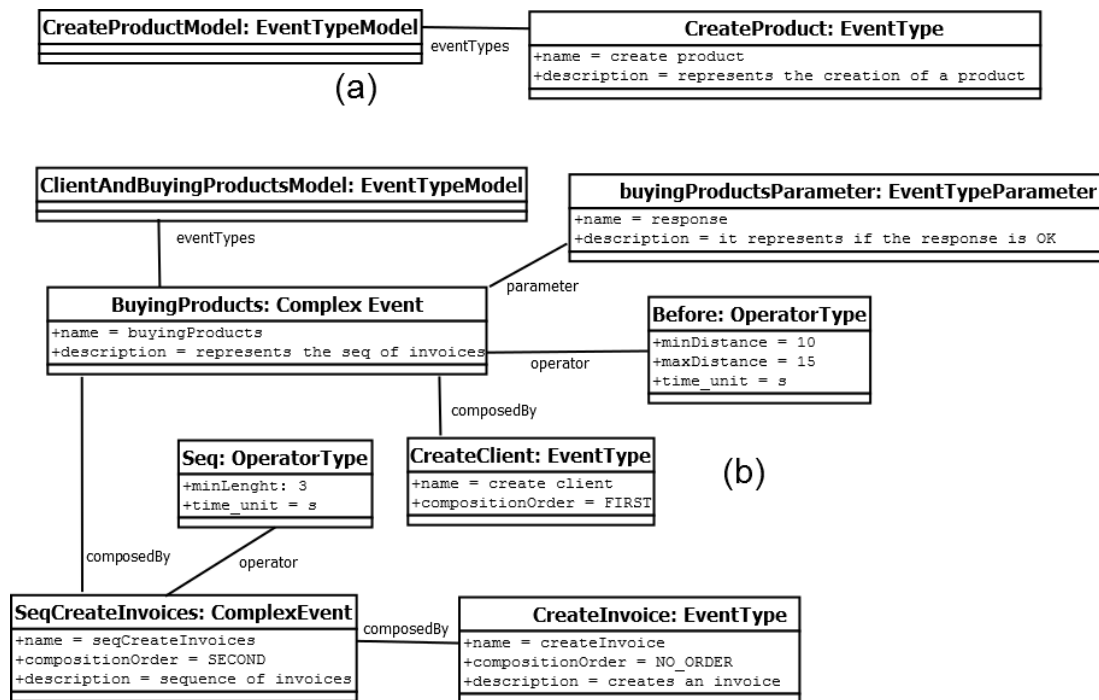 CreateProductModel: EventTypeModel
eventTypes
CreateProduct: EventType
+name = create product
+description = represents the creation of a product
(a)
ClientAndBuyingProductsModel: EventTypeModel
eventTypes
buyingProductsParameter: EventTypeParameter
+name = response
+description = it represents if the response is OK
parameter
BuyingProducts: Complex Event
+name = buyingProducts
+description = represents the seq of invoices
operator
Before: OperatorType
+minDistance = 10
+maxDistance = 15
+time_unit = s
composedBy
CreateClient: EventType
+name = create client
+compositionOrder = FIRST
(b)
Seq: OperatorType
+minLenght: 3
+time_unit = s
composedBy
operator
SeqCreateInvoices: ComplexEvent
+name = seqCreateInvoices
+compositionOrder = SECOND
+description = sequence of invoices
composedBy
CreateInvoice: EventType
+name = createInvoice
+compositionOrder = NO_ORDER
+description = creates an invoice